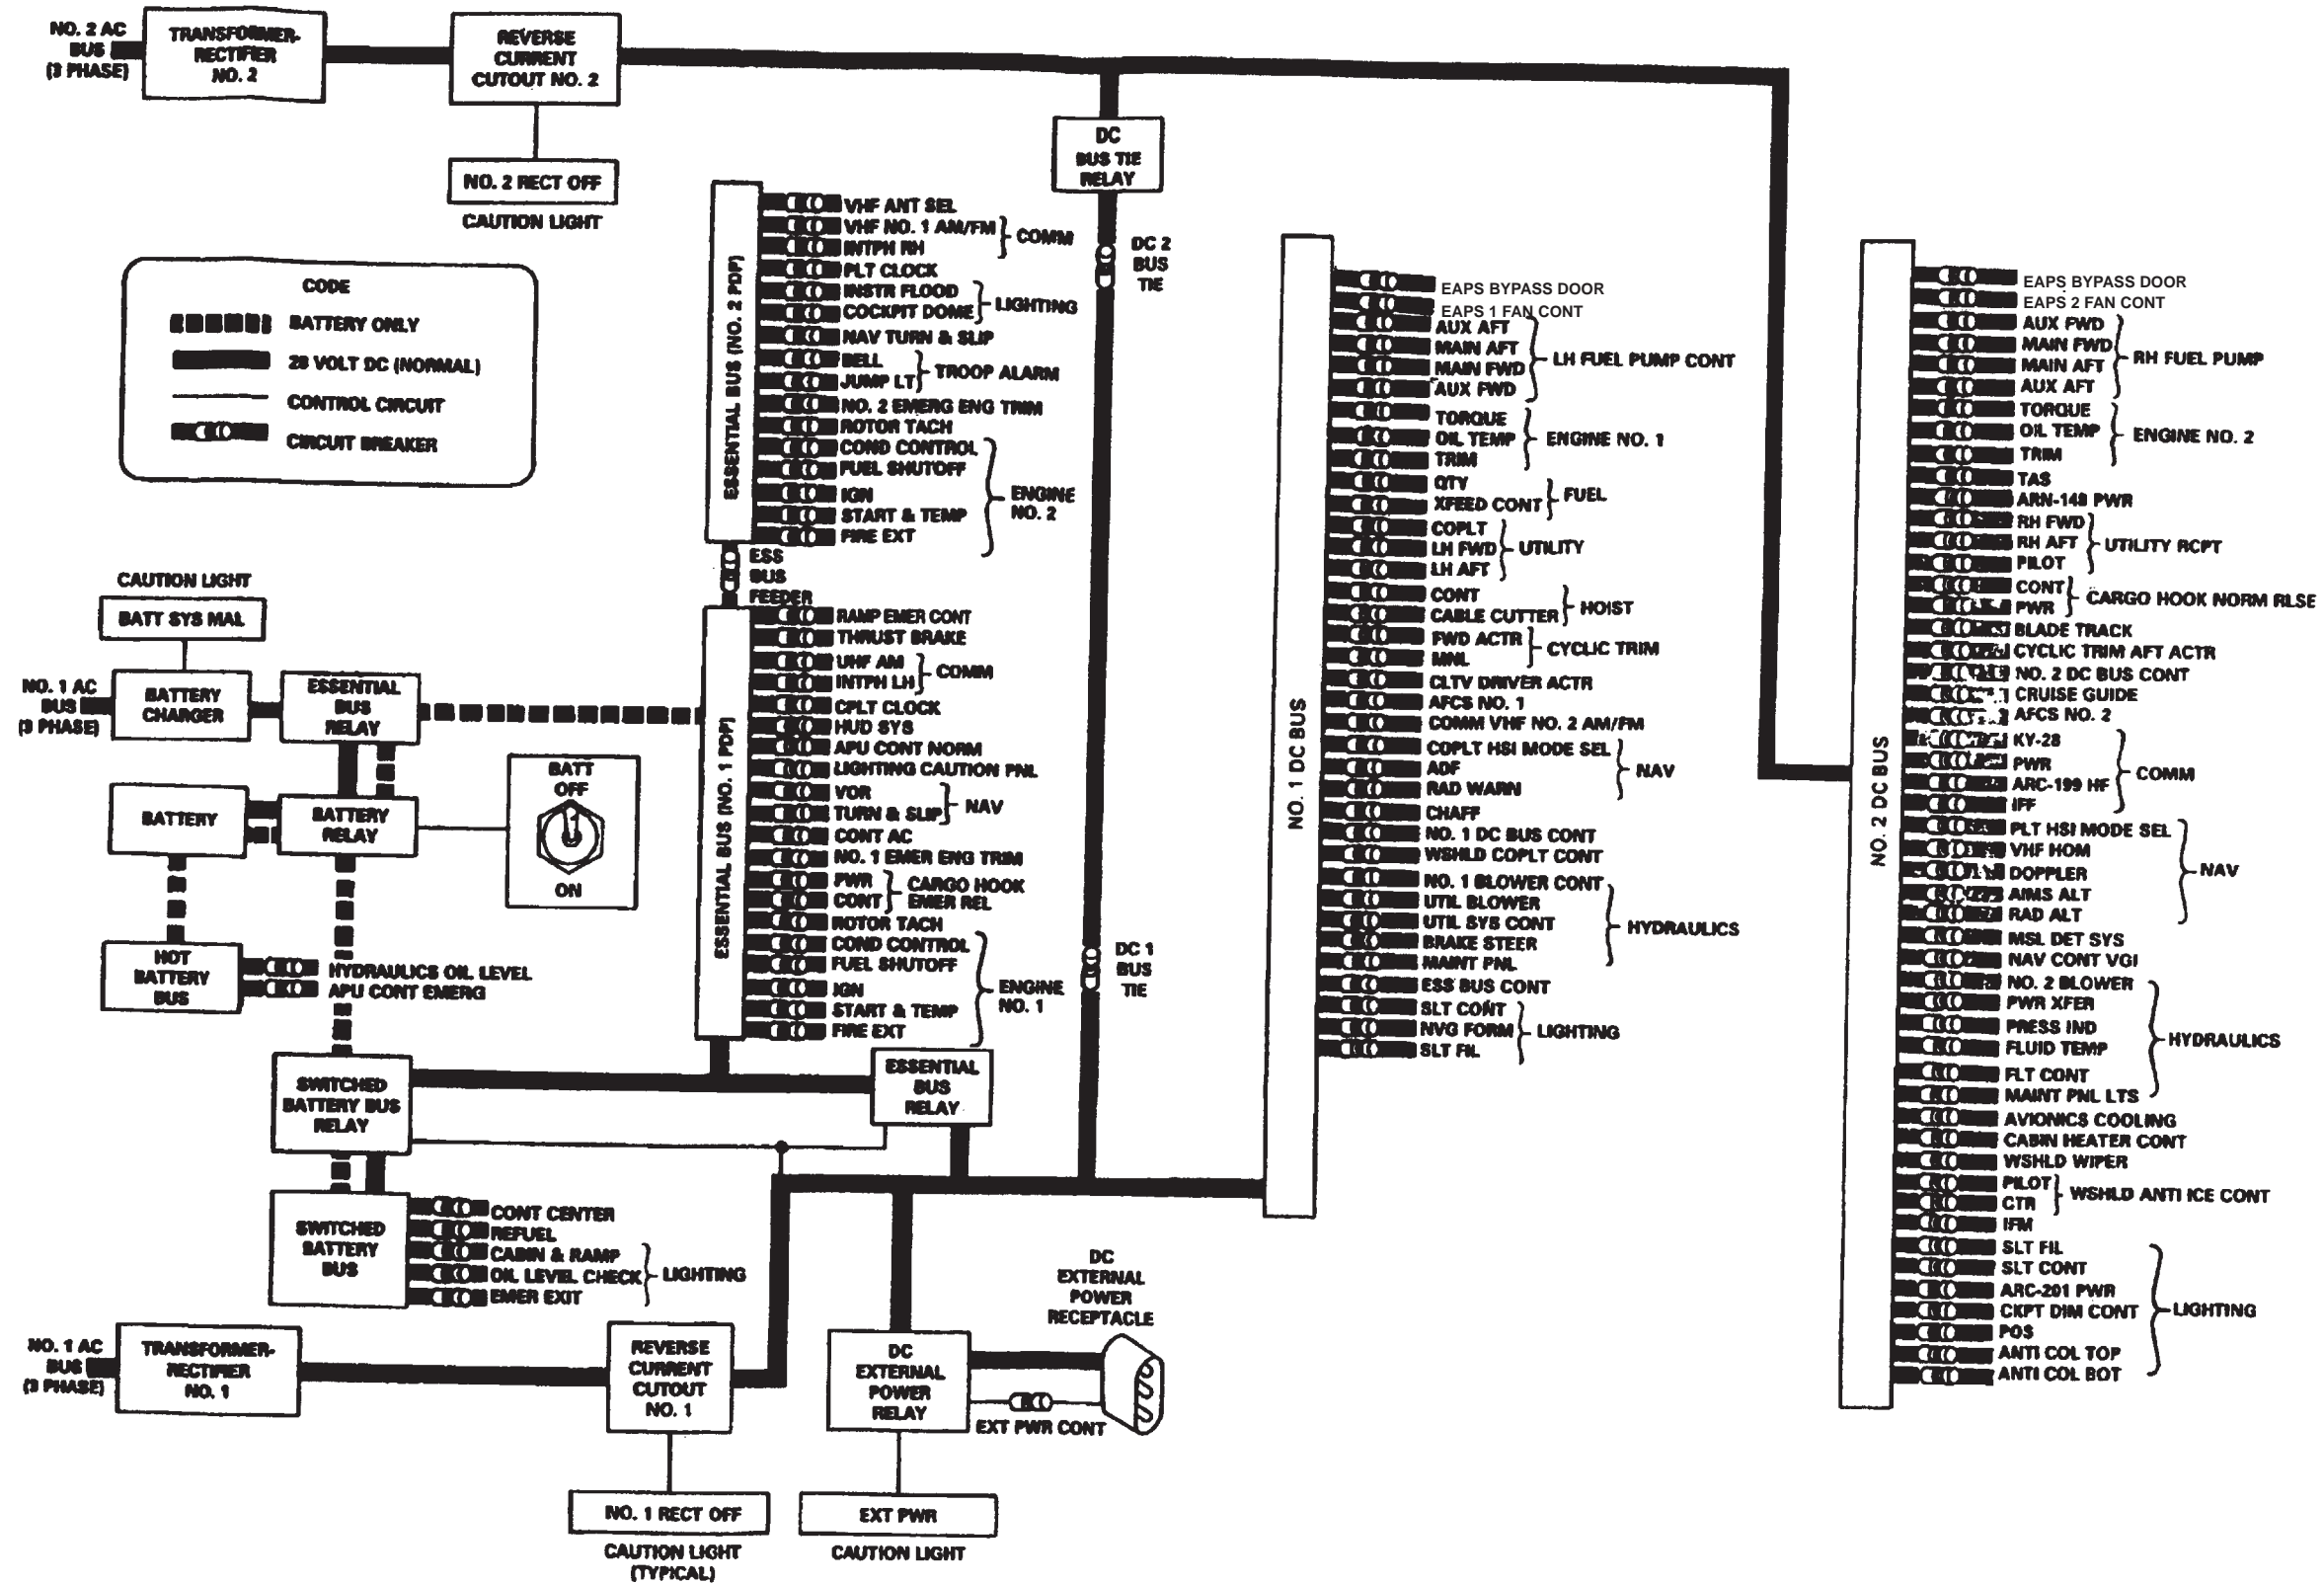 NO. 2 AC
BUS
(3 PHASE)
TRANSFORMER-
RECTIFIER
NO. 2
REVERSE
CURRENT
CUTOUT NO. 2
NO. 2 RECT OFF
CAUTION LIGHT
DC
BUS TIE
RELAY
DC 2
BUS
TIE
CODE
BATTERY ONLY
28 VOLT DC (NORMAL)
CONTROL CIRCUIT
CIRCUIT BREAKER
ESSENTIAL BUS (NO. 2 PDP)
VHF ANT SEL
VHF NO. 1 AM/FM
INTPH RH
COMM
PLT CLOCK
INSTR FLOOD
COCKPIT DOME
LIGHTING
NAV TURN & SLIP
BELL
JUMP LT
TROOP ALARM
NO. 2 EMERG ENG TRIM
ROTOR TACH
COND CONTROL
FUEL SHUTOFF
IGN
START & TEMP
FIRE EXT
ENGINE
NO. 2
ESS
BUS
FEEDER
CAUTION LIGHT
BATT SYS MAL
NO. 1 AC
BUS
(3 PHASE)
BATTERY
CHARGER
ESSENTIAL
BUS
RELAY
BATTERY
BATTERY
RELAY
BATT
OFF
ON
HOT
BATTERY
BUS
HYDRAULICS OIL LEVEL
APU CONT EMERG
ESSENTIAL BUS (NO. 1 PDP)
RAMP EMER CONT
THRUST BRAKE
UHF AM
INTPH LH
COMM
CPLT CLOCK
HUD SYS
APU CONT NORM
LIGHTING CAUTION PNL
VOR
TURN & SLIP
NAV
CONT AC
NO. 1 EMER ENG TRIM
PWR
CONT
CARGO HOOK
EMER REL
ROTOR TACH
COND CONTROL
FUEL SHUTOFF
IGN
START & TEMP
FIRE EXT
ENGINE
NO. 1
DC 1
BUS
TIE
SWITCHED
BATTERY BUS
RELAY
ESSENTIAL
BUS
RELAY
SWITCHED
BATTERY
BUS
CONT CENTER
REFUEL
CABIN & RAMP
OIL LEVEL CHECK
EMER EXIT
LIGHTING
NO. 1 AC
BUS
(3 PHASE)
TRANSFORMER-
RECTIFIER
NO. 1
REVERSE
CURRENT
CUTOUT
NO. 1
NO. 1 RECT OFF
CAUTION LIGHT
(TYPICAL)
DC
EXTERNAL
POWER
RELAY
EXT PWR
CAUTION LIGHT
DC
EXTERNAL
POWER
RECEPTACLE
EXT PWR CONT
NO. 1 DC BUS
EAPS BYPASS DOOR
EAPS 1 FAN CONT
AUX AFT
MAIN AFT
MAIN FWD
AUX FWD
LH FUEL PUMP CONT
TORQUE
OIL TEMP
TRIM
ENGINE NO. 1
QTY
XFEED CONT
FUEL
COPLT
LH FWD
LH AFT
UTILITY
CONT
CABLE CUTTER
HOIST
FWD ACTR
MNL
CYCLIC TRIM
CLTV DRIVER ACTR
AFCS NO. 1
COMM VHF NO. 2 AM/FM
COPLT HSI MODE SEL
ADF
RAD WARN
NAV
CHAFF
NO. 1 DC BUS CONT
WSHLD COPLT CONT
NO. 1 BLOWER CONT
UTIL BLOWER
UTIL SYS CONT
BRAKE STEER
MAINT PNL
HYDRAULICS
ESS BUS CONT
SLT CONT
NVG FORM
SLT FIL
LIGHTING
NO. 2 DC BUS
EAPS BYPASS DOOR
EAPS 2 FAN CONT
AUX FWD
MAIN FWD
MAIN AFT
AUX AFT
RH FUEL PUMP
TORQUE
OIL TEMP
TRIM
ENGINE NO. 2
TAS
ARN-149 PWR
RH FWD
RH AFT
PILOT
UTILITY RCPT
CONT
PWR
CARGO HOOK NORM RLSE
BLADE TRACK
CYCLIC TRIM AFT ACTR
NO. 2 DC BUS CONT
CRUISE GUIDE
AFCS NO. 2
KY-28
PWR
ARC-199 HF
IFF
COMM
PLT HSI MODE SEL
VHF HOM
DOPPLER
AIMS ALT
RAD ALT
NAV
MSL DET SYS
NAV CONT VGI
NO. 2 BLOWER
PWR XFER
PRESS IND
FLUID TEMP
FLT CONT
MAINT PNL LTS
HYDRAULICS
AVIONICS COOLING
CABIN HEATER CONT
WSHLD WIPER
PILOT
CTR
WSHLD ANTI ICE CONT
IFM
SLT FIL
SLT CONT
ARC-201 PWR
CKPT DIM CONT
POS
ANTI COL TOP
ANTI COL BOT
LIGHTING